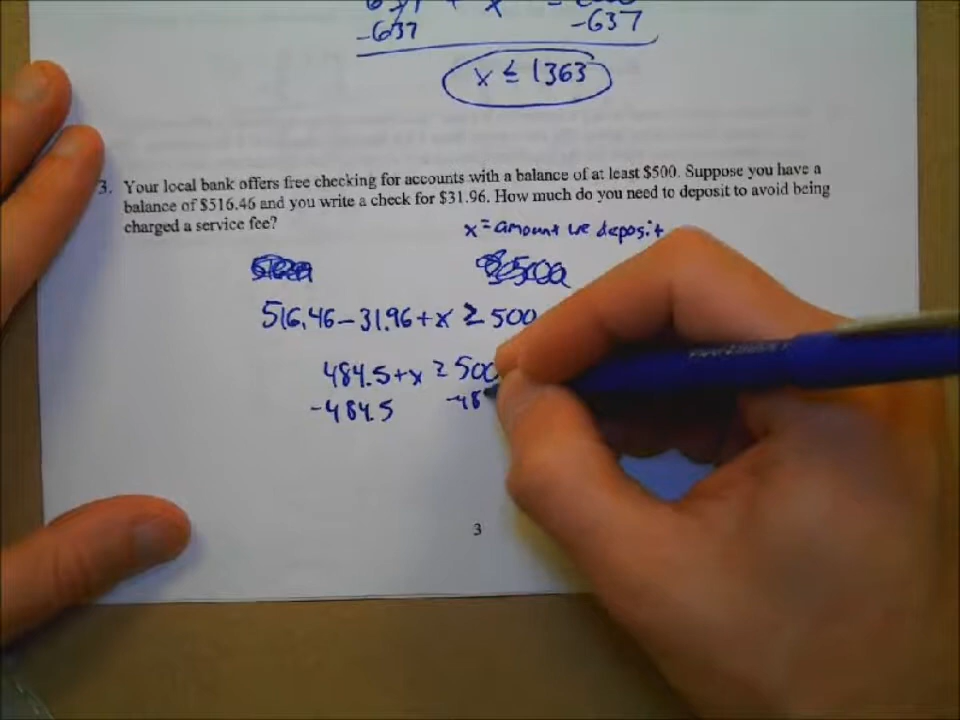 -637 -637
x ≤ 1363
3. Your local bank offers free checking for accounts with a balance of at least $500. Suppose you have a
balance of $516.46 and you write a check for $31.96. How much do you need to deposit to avoid being
charged a service fee?
x = amount we deposit
516.46 - 31.96 + x ≥ 500
484.5 + x ≥ 500
-484.5 -48
3